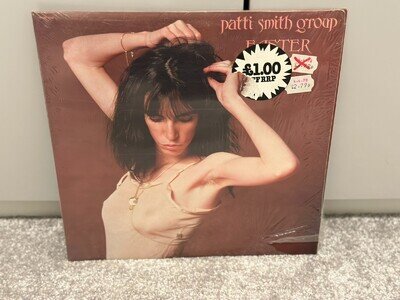 patti smith group
EASTER
£1.00
OFF RRP